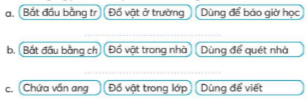 a. Bắt đầu bằng tr Đồ vật ở trường Dùng để báo giờ học
b. Bắt đầu bằng ch Đồ vật trong nhà Dùng để quét nhà
c. Chứa vần ang Đồ vật trong lớp Dùng để viết